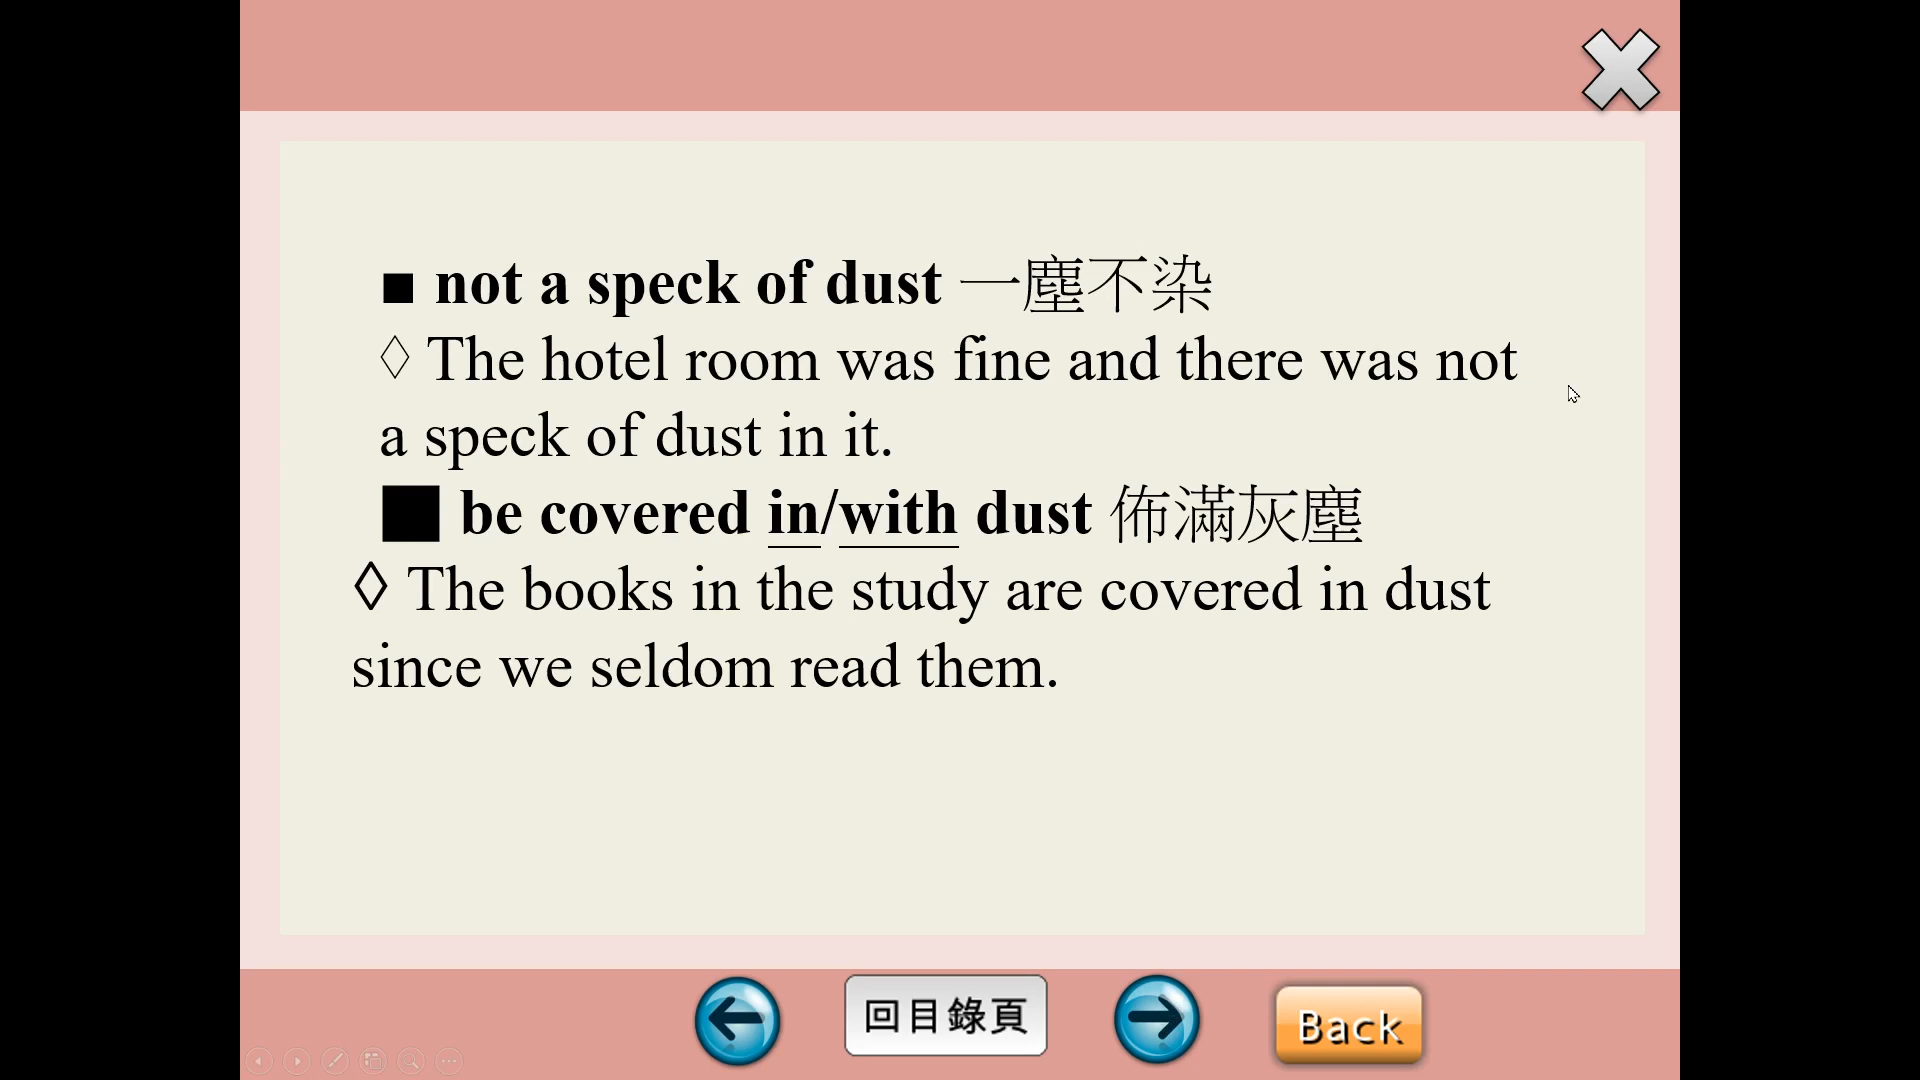 ■ not a speck of dust 一塵不染
◊ The hotel room was fine and there was not
a speck of dust in it.
■ be covered in/with dust 佈滿灰塵
◊ The books in the study are covered in dust
since we seldom read them.
回目錄頁
Back